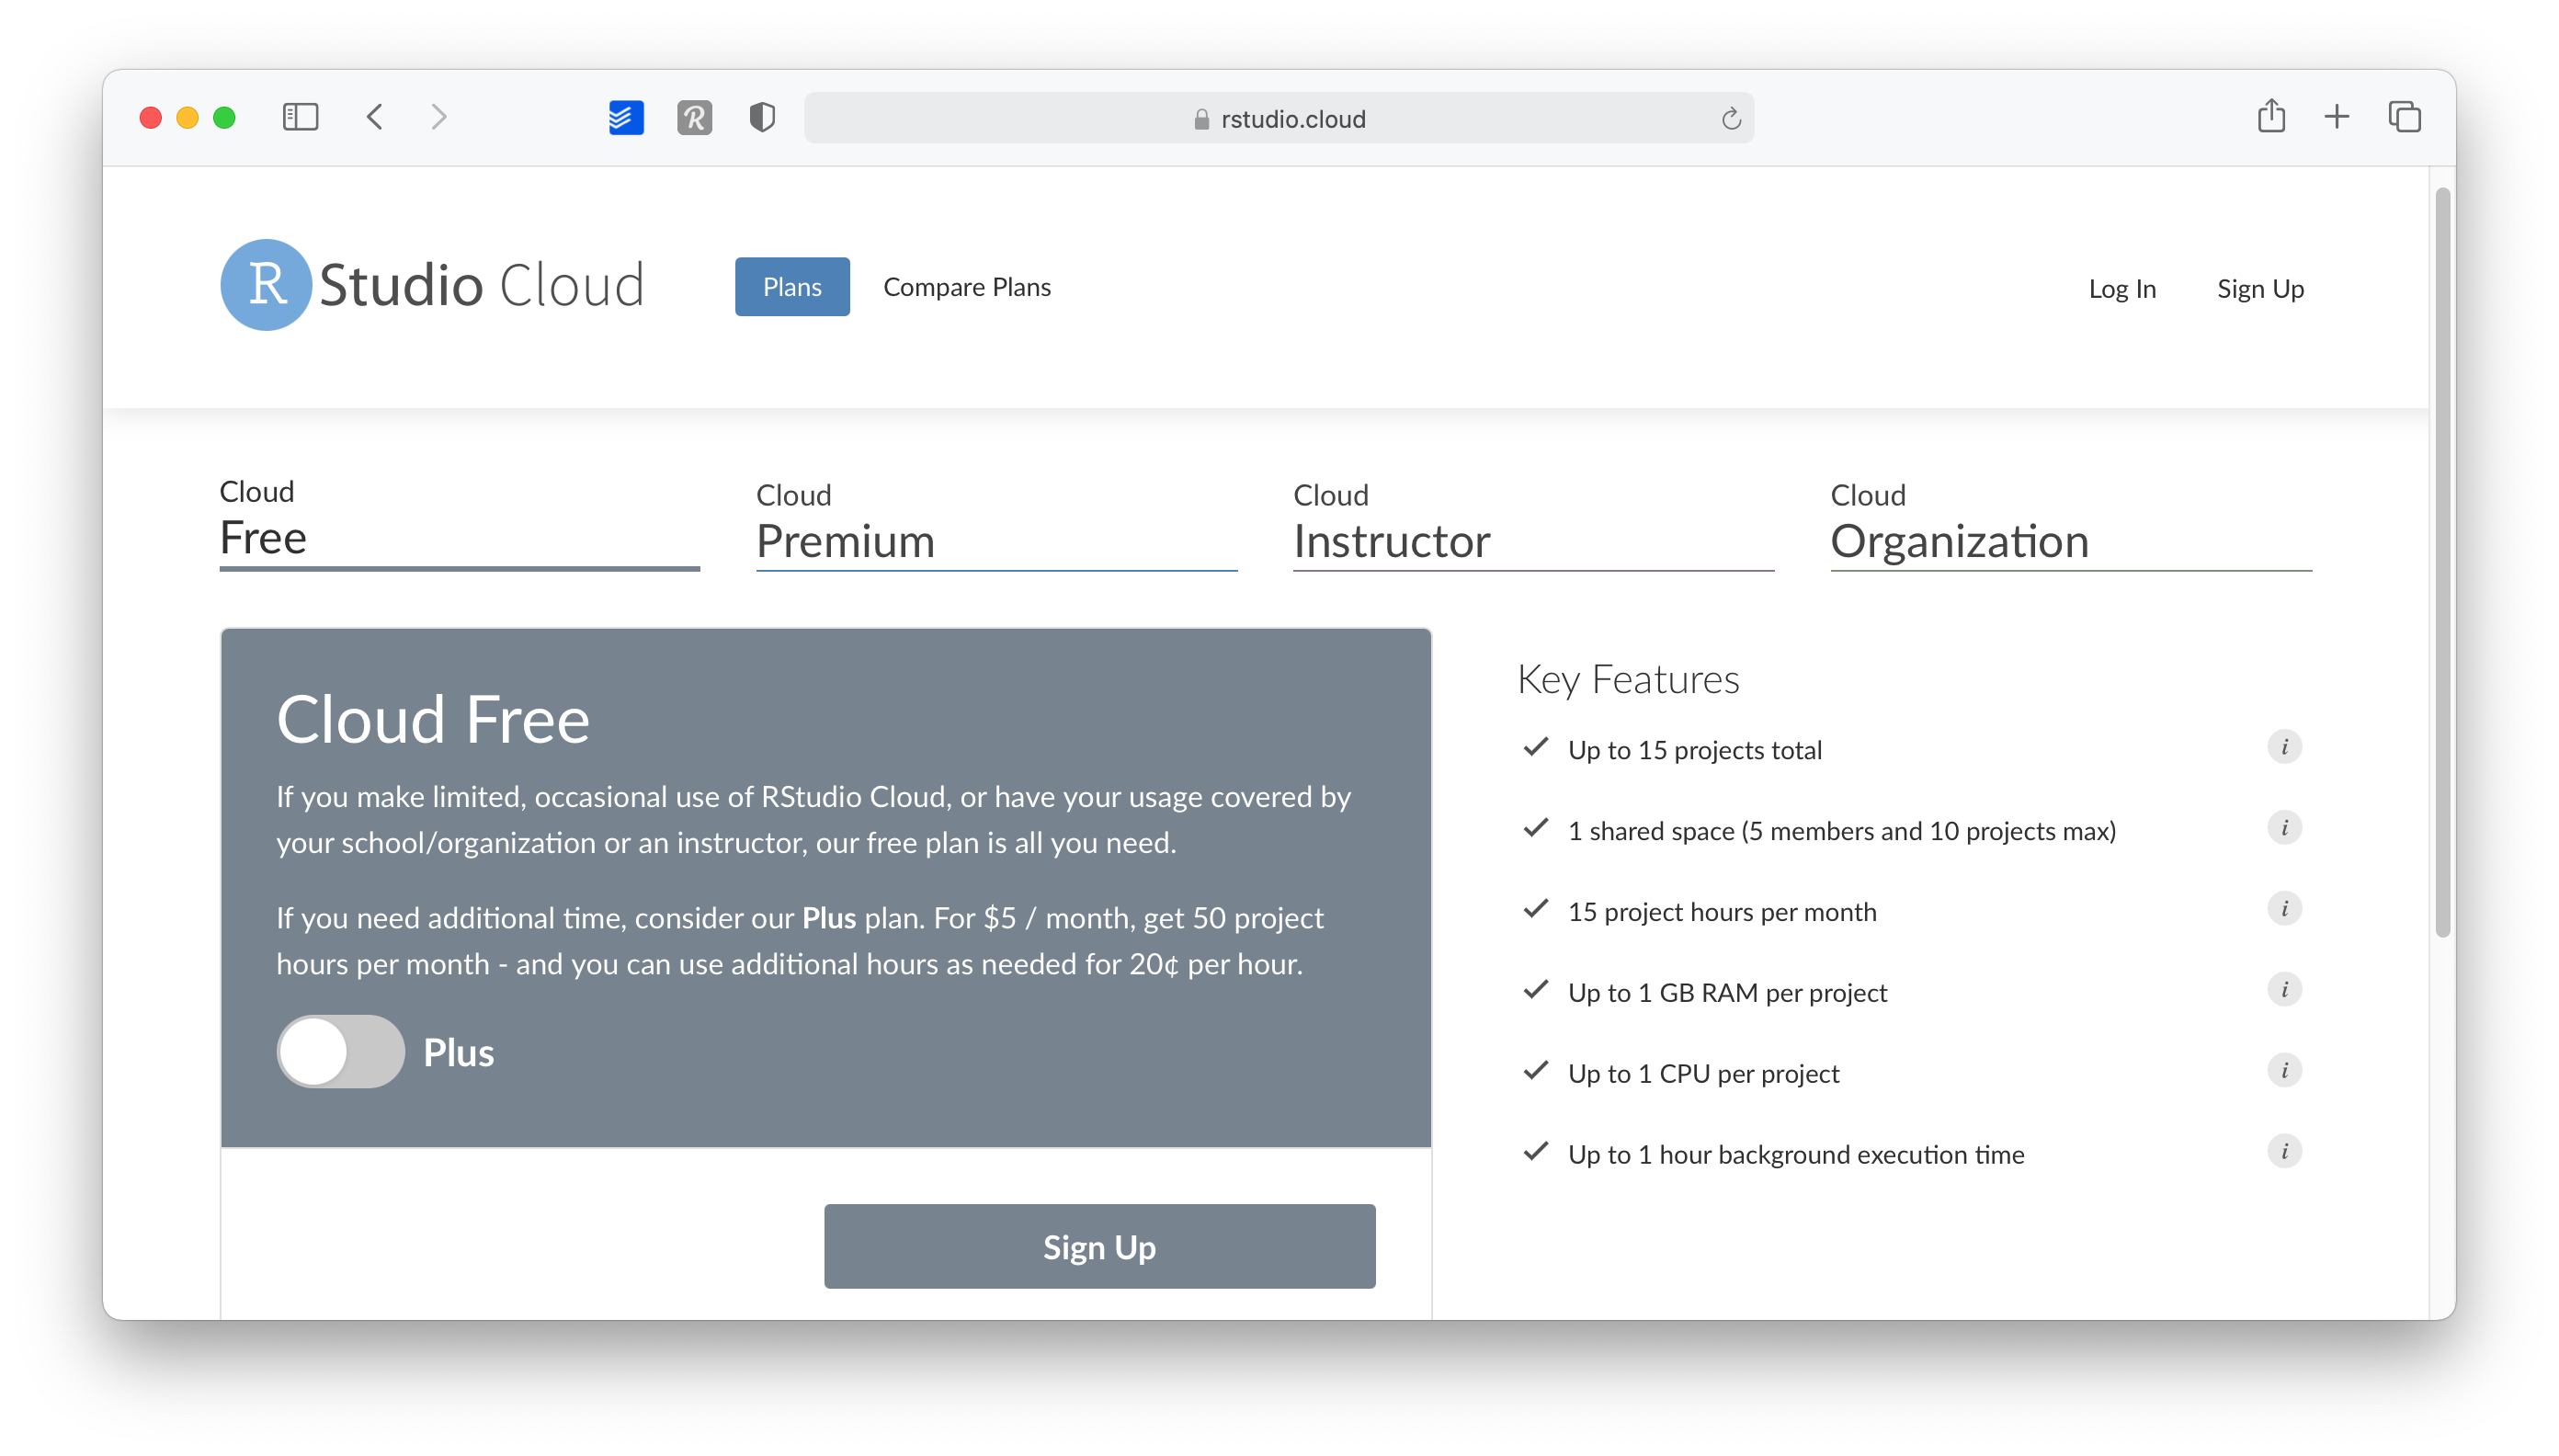 rstudio.cloud
R Studio Cloud
Plans
Compare Plans
Log In
Sign Up
Cloud
Free
Cloud
Premium
Cloud
Instructor
Cloud
Organization
Cloud Free
If you make limited, occasional use of RStudio Cloud, or have your usage covered by
your school/organization or an instructor, our free plan is all you need.
If you need additional time, consider our Plus plan. For $5 / month, get 50 project
hours per month - and you can use additional hours as needed for 20¢ per hour.
Plus
Sign Up
Key Features
Up to 15 projects total
1 shared space (5 members and 10 projects max)
15 project hours per month
Up to 1 GB RAM per project
Up to 1 CPU per project
Up to 1 hour background execution time